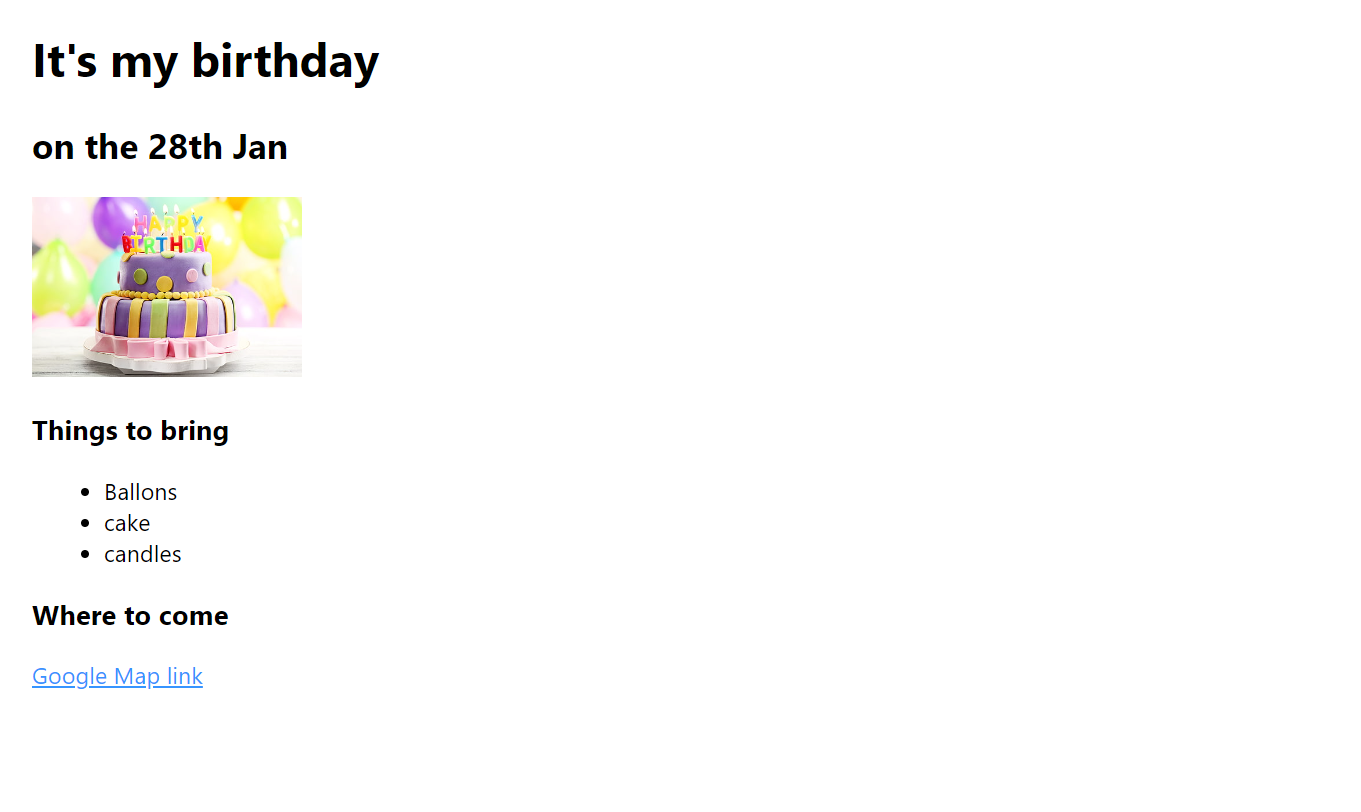 It's my birthday
on the 28th Jan
HAPPY
BIRTHDAY
Things to bring
Ballons
cake
candles
Where to come
Google Map link